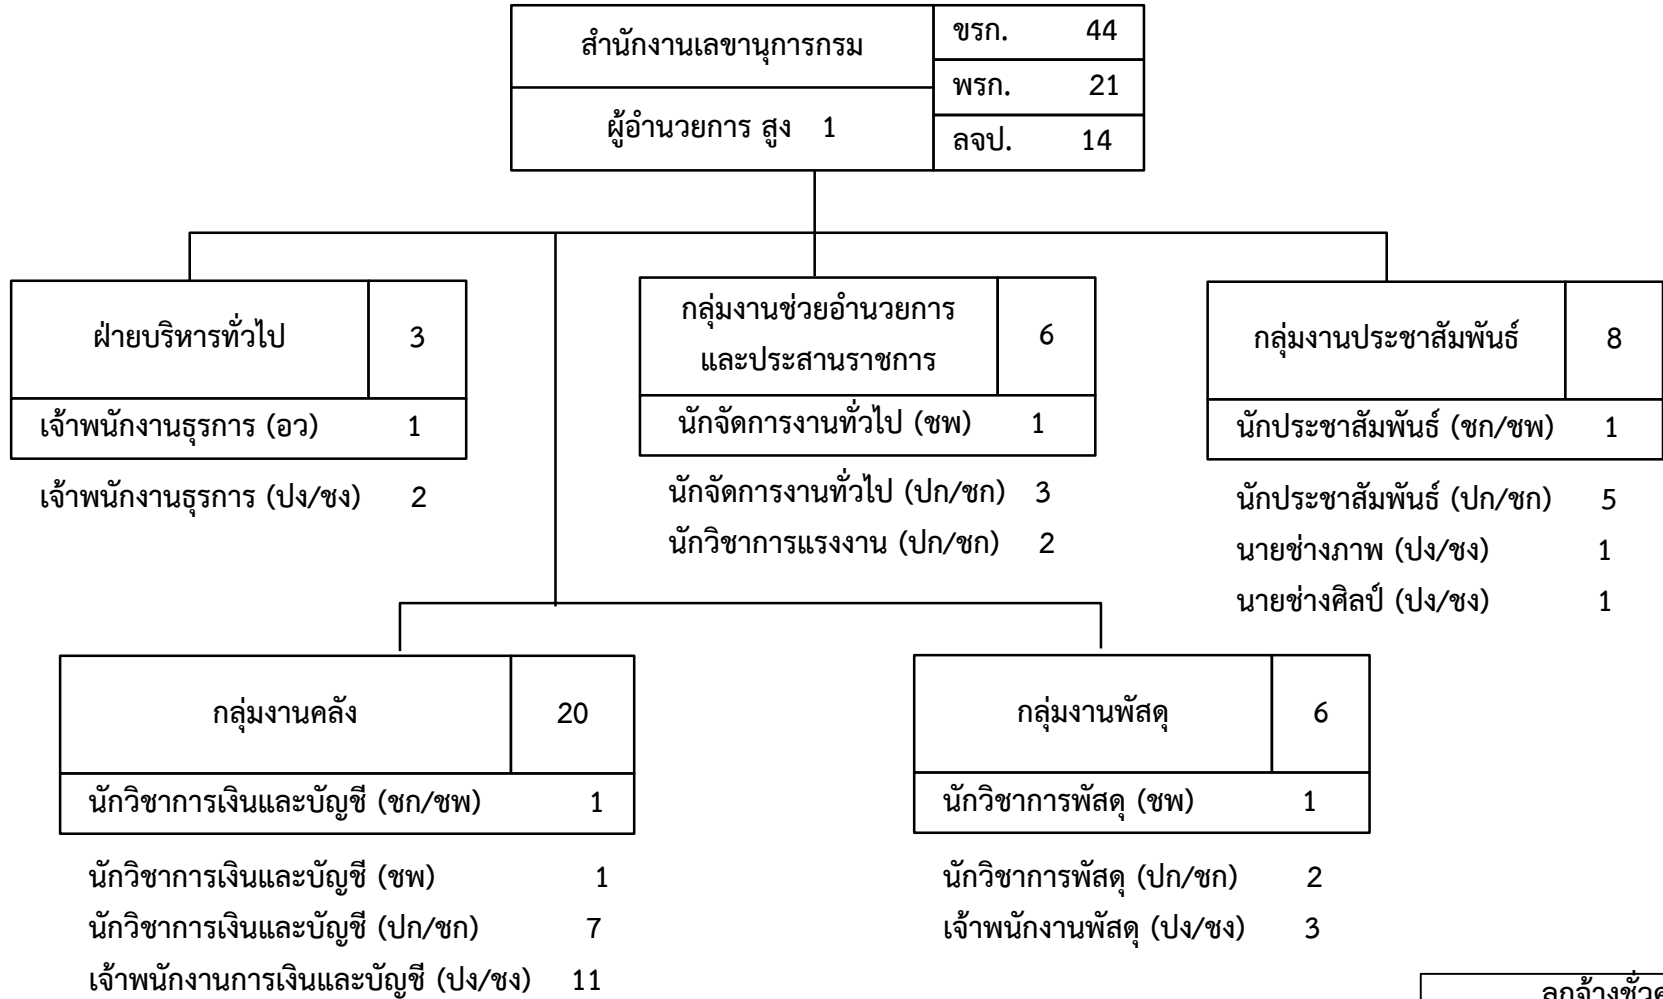 สำนักงานเลขานุการกรม
ขรก. 44
พรก. 21
ผู้อำนวยการ สูง 1
ลจป. 14
ฝ่ายบริหารทั่วไป 3
เจ้าพนักงานธุรการ (อว) 1
เจ้าพนักงานธุรการ (ปง/ชง) 2
กลุ่มงานช่วยอำนวยการ
และประสานราชการ
6
นักจัดการงานทั่วไป (ชพ) 1
นักจัดการงานทั่วไป (ปก/ชก) 3
นักวิชาการแรงงาน (ปก/ชก) 2
กลุ่มงานประชาสัมพันธ์ 8
นักประชาสัมพันธ์ (ชก/ชพ) 1
นักประชาสัมพันธ์ (ปก/ชก) 5
นายช่างภาพ (ปง/ชง) 1
นายช่างศิลป์ (ปง/ชง) 1
กลุ่มงานคลัง 20
นักวิชาการเงินและบัญชี (ชก/ชพ) 1
นักวิชาการเงินและบัญชี (ชพ) 1
นักวิชาการเงินและบัญชี (ปก/ชก) 7
เจ้าพนักงานการเงินและบัญชี (ปง/ชง) 11
กลุ่มงานพัสดุ 6
นักวิชาการพัสดุ (ชพ) 1
นักวิชาการพัสดุ (ปก/ชก) 2
เจ้าพนักงานพัสดุ (ปง/ชง) 3